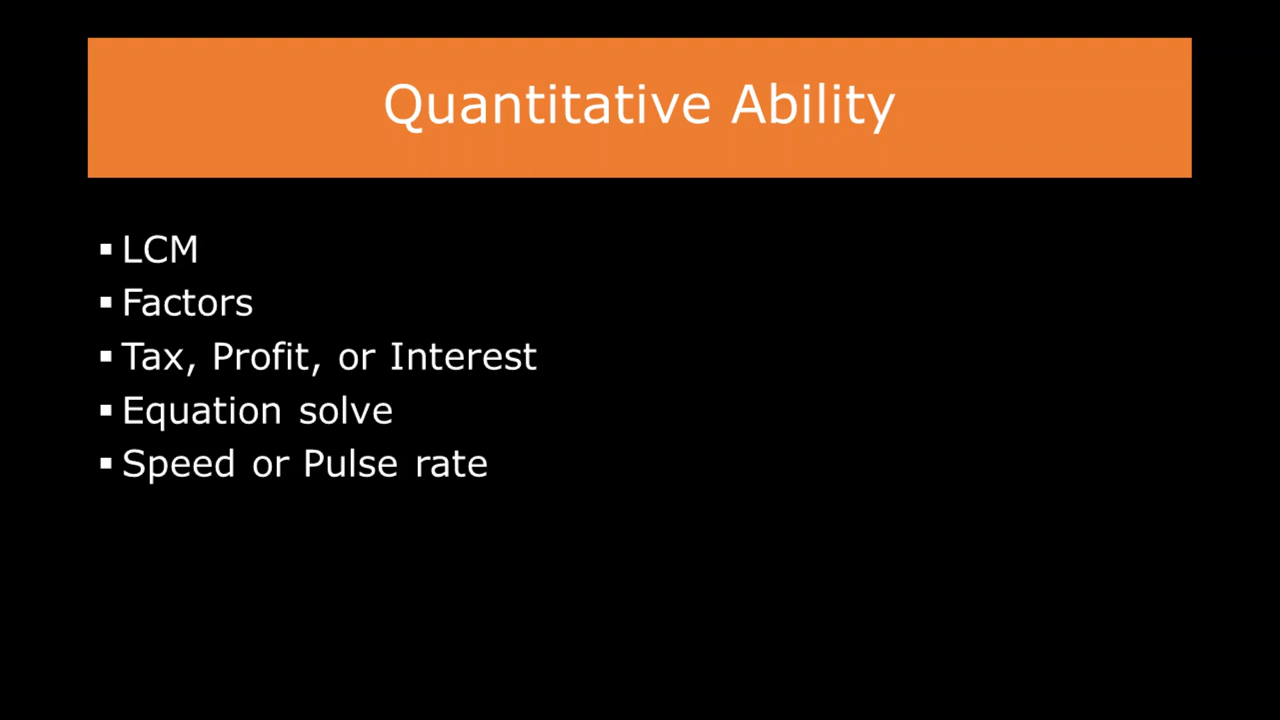 Quantitative Ability
▪ LCM
▪ Factors
▪ Tax, Profit, or Interest
▪ Equation solve
▪ Speed or Pulse rate